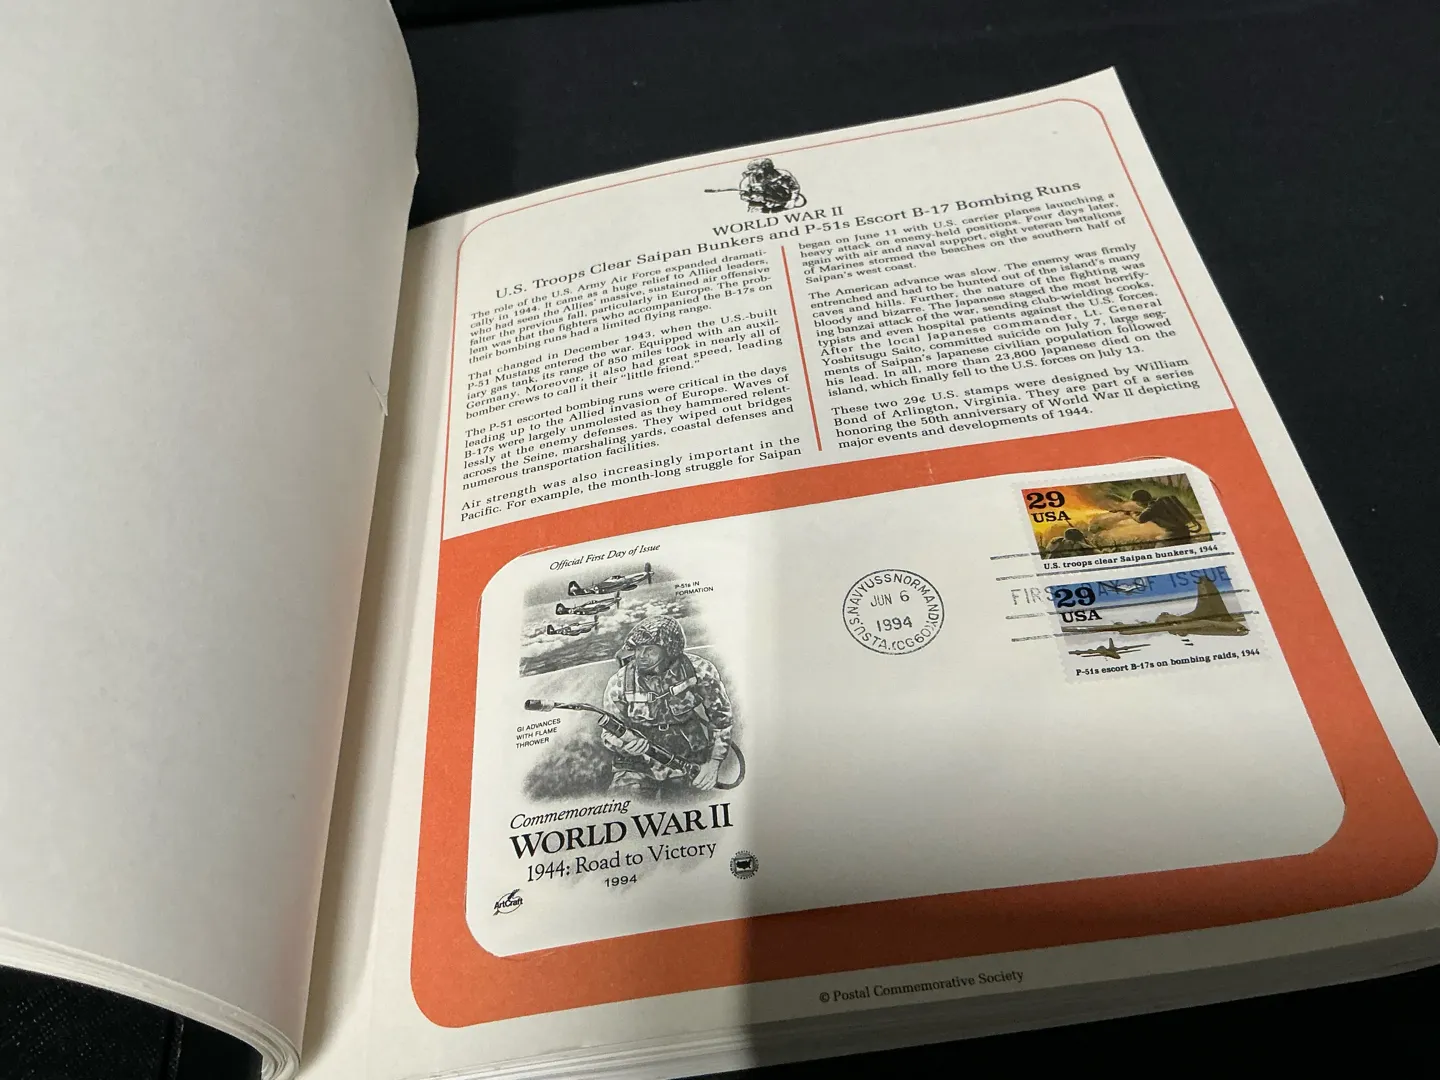 WORLD WAR II
U.S. Troops Clear Saipan Bunkers and P-51s Escort B-17 Bombing Runs
The role of the U.S. Army Air Force expanded dramati-
cally in 1944. It came as a huge relief to Allied leaders,
who had seen the Allies' massive, sustained air offensive
falter the previous fall, particularly in Europe. The prob-
lem was that the fighters who accompanied the B-17s on
their bombing runs had a limited flying range.
That changed in December 1943, when the U.S.-built
P-51 Mustang entered the war. Equipped with an auxil-
iary gas tank, its range of 850 miles took in nearly all of
Germany. Moreover, it also had great speed, leading
bomber crews to call it their "little friend."
The P-51 escorted bombing runs were critical in the days
leading up to the Allied invasion of Europe. Waves of
B-17s were largely unmolested as they hammered relent-
lessly at the enemy defenses. They wiped out bridges
across the Seine, marshaling yards, coastal defenses and
numerous transportation facilities.
Air strength was also increasingly important in the
Pacific. For example, the month-long struggle for Saipan
began on June 11 with U.S. carrier planes launching a
heavy attack on enemy-held positions. Four days later,
again with air and naval support, eight veteran battalions
of Marines stormed the beaches on the southern half of
Saipan's west coast.
The American advance was slow. The enemy was firmly
entrenched and had to be hunted out of the island's many
caves and hills. Further, the nature of the fighting was
bloody and bizarre. The Japanese staged the most horrify-
ing banzai attack of the war, sending club-wielding cooks,
typists and even hospital patients against the U.S. forces.
After the local Japanese commander, Lt. General
Yoshitsugu Saito, committed suicide on July 7, large seg-
ments of Saipan's Japanese civilian population followed
his lead. In all, more than 23,800 Japanese died on the
island, which finally fell to the U.S. forces on July 13.
These two 29¢ U.S. stamps were designed by William
Bond of Arlington, Virginia. They are part of a series
honoring the 50th anniversary of World War II depicting
major events and developments of 1944.
Official First Day of Issue
P-51s IN
FORMATION
GI ADVANCES
WITH FLAME
THROWER
Commemorating
WORLD WAR II
1944: Road to Victory
1994
ArtCraft
U.S. NAVY USS NORMANDY
JUN 6
1994
STA. (CG60)
29
USA
U.S. troops clear Saipan bunkers, 1944
FIRST DAY OF ISSUE
29
USA
P-51s escort B-17s on bombing raids, 1944
© Postal Commemorative Society